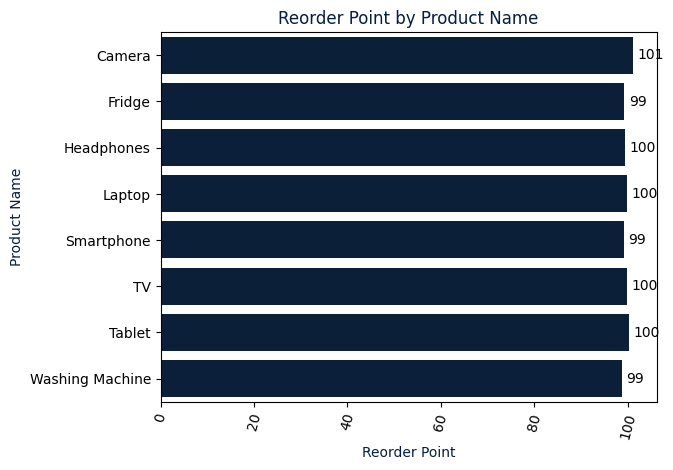 Reorder Point by Product Name
Product Name
Camera 101
Fridge 99
Headphones 100
Laptop 100
Smartphone 99
TV 100
Tablet 100
Washing Machine 99
0 20 40 60 80 100
Reorder Point